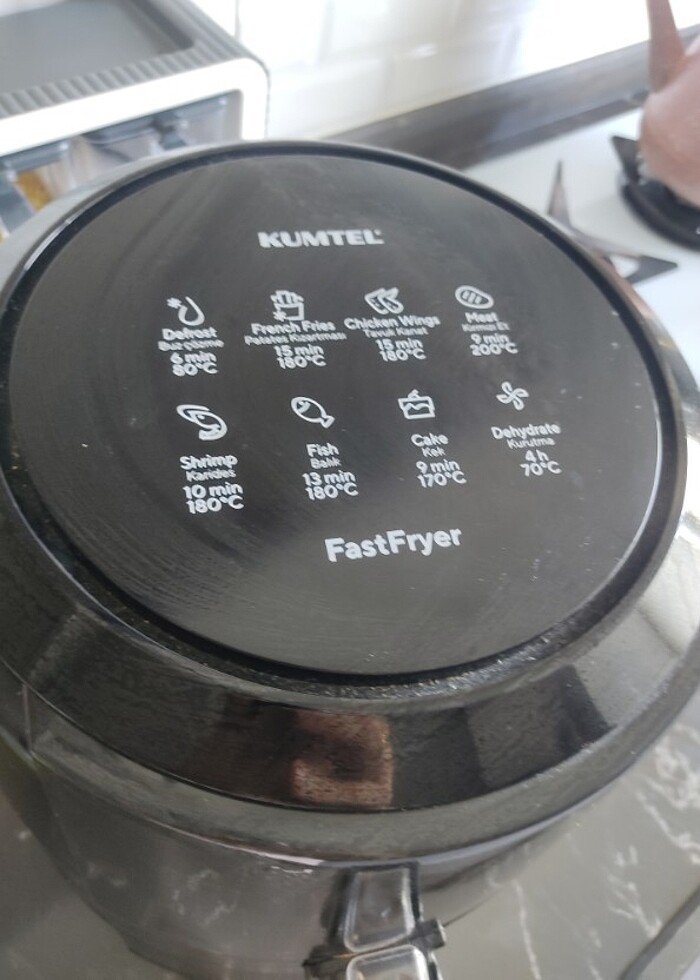 KUMTEL
Defrost
Buz çözme
6 min
80°C
French Fries
Patates Kızartması
15 min
180°C
Chicken Wings
Tavuk Kanat
15 min
180°C
Meat
Kırmızı Et
9 min
200°C
Shrimp
Karides
10 min
180°C
Fish
Balık
13 min
180°C
Cake
Kek
9 min
170°C
Dehydrate
Kurutma
4 h
70°C
FastFryer